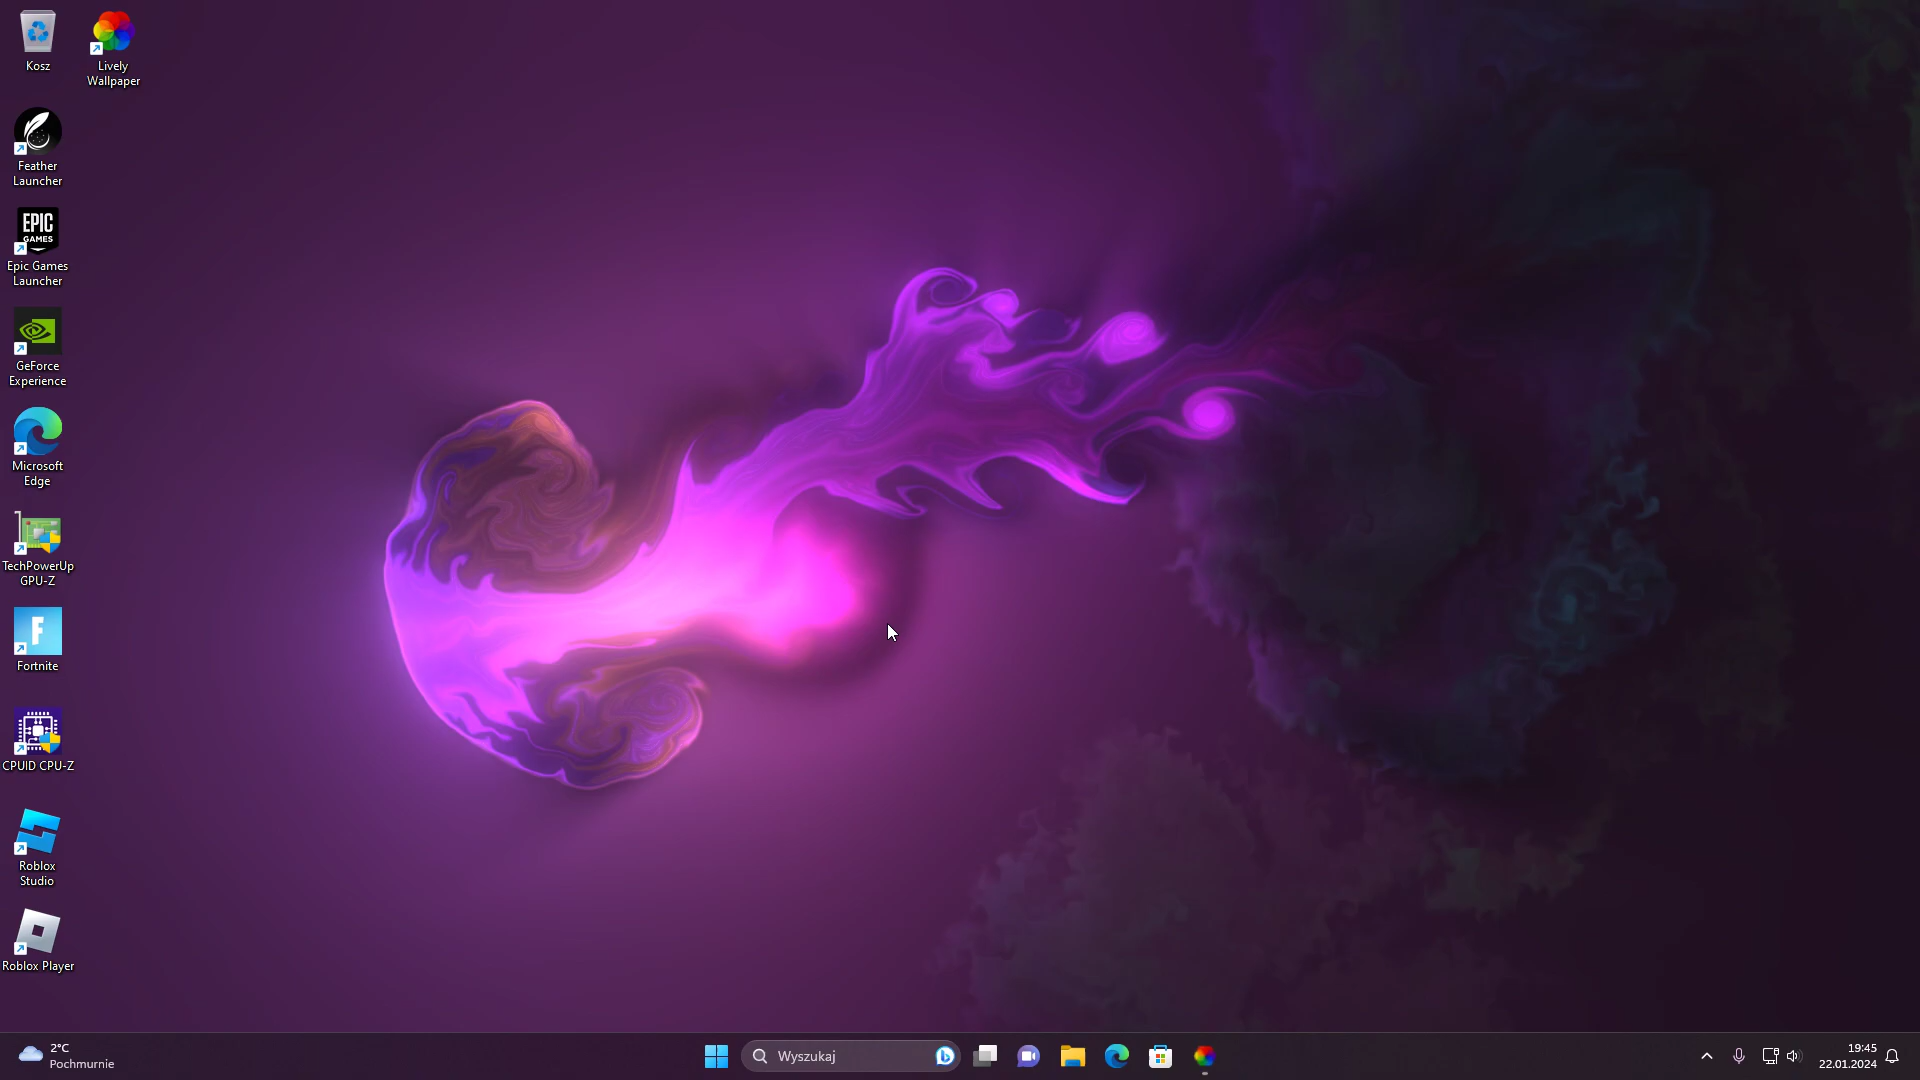 Kosz
Lively
Wallpaper
Feather
Launcher
EPIC
GAMES
Epic Games
Launcher
GeForce
Experience
Microsoft
Edge
TechPowerUp
GPU-Z
F
Fortnite
CPUID CPU-Z
Roblox
Studio
Roblox Player
2°C
Pochmurnie
Wyszukaj
19:45
22.01.2024